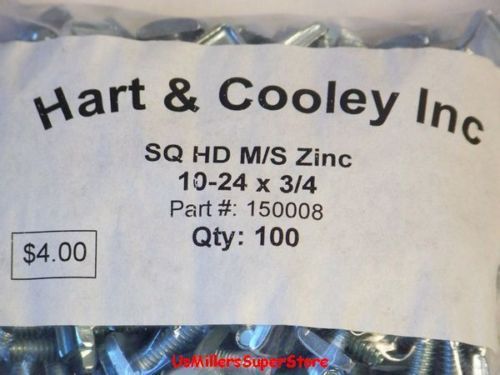 Hart & Cooley Inc
SQ HD M/S Zinc
10-24 x 3/4
Part #: 150008
Qty: 100
$4.00
UsMillersSuperStore